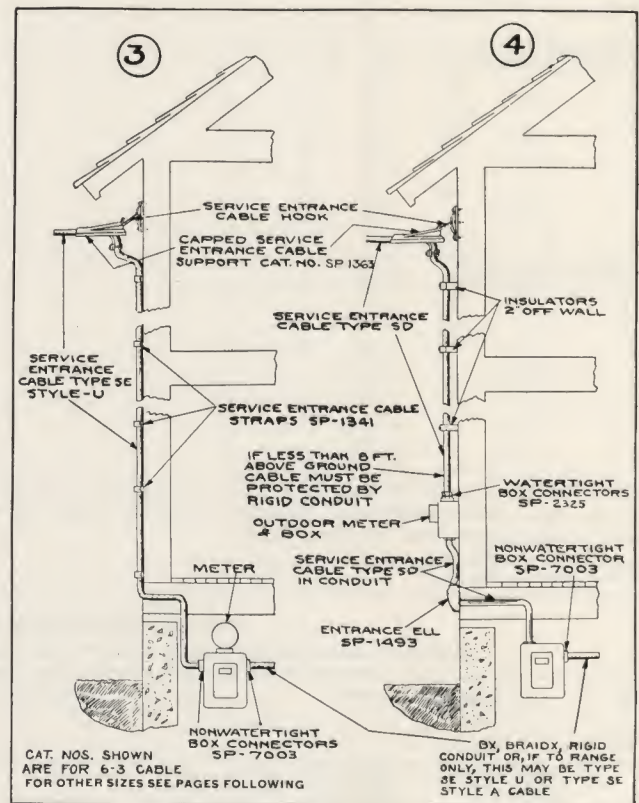 3
4
SERVICE ENTRANCE
CABLE HOOK
CAPPED SERVICE
ENTRANCE CABLE
SUPPORT CAT. NO. SP 1363
SERVICE
ENTRANCE
CABLE TYPE SE
STYLE-U
SERVICE ENTRANCE
CABLE TYPE SD
INSULATORS
2" OFF WALL
SERVICE ENTRANCE CABLE
STRAPS SP-1341
IF LESS THAN 8 FT.
ABOVE GROUND
CABLE MUST BE
PROTECTED BY
RIGID CONDUIT
OUTDOOR METER
& BOX
WATERTIGHT
BOX CONNECTORS
SP-2325
NONWATERTIGHT
BOX CONNECTOR
SP-7003
SERVICE ENTRANCE
CABLE TYPE SD
IN CONDUIT
METER
ENTRANCE ELL
SP-1493
NONWATERTIGHT
BOX CONNECTORS
SP-7003
BX, BRAIDX, RIGID
CONDUIT OR, IF TO RANGE
ONLY, THIS MAY BE TYPE
SE STYLE U OR TYPE SE
STYLE A CABLE
CAT. NOS. SHOWN
ARE FOR 6-3 CABLE
FOR OTHER SIZES SEE PAGES FOLLOWING